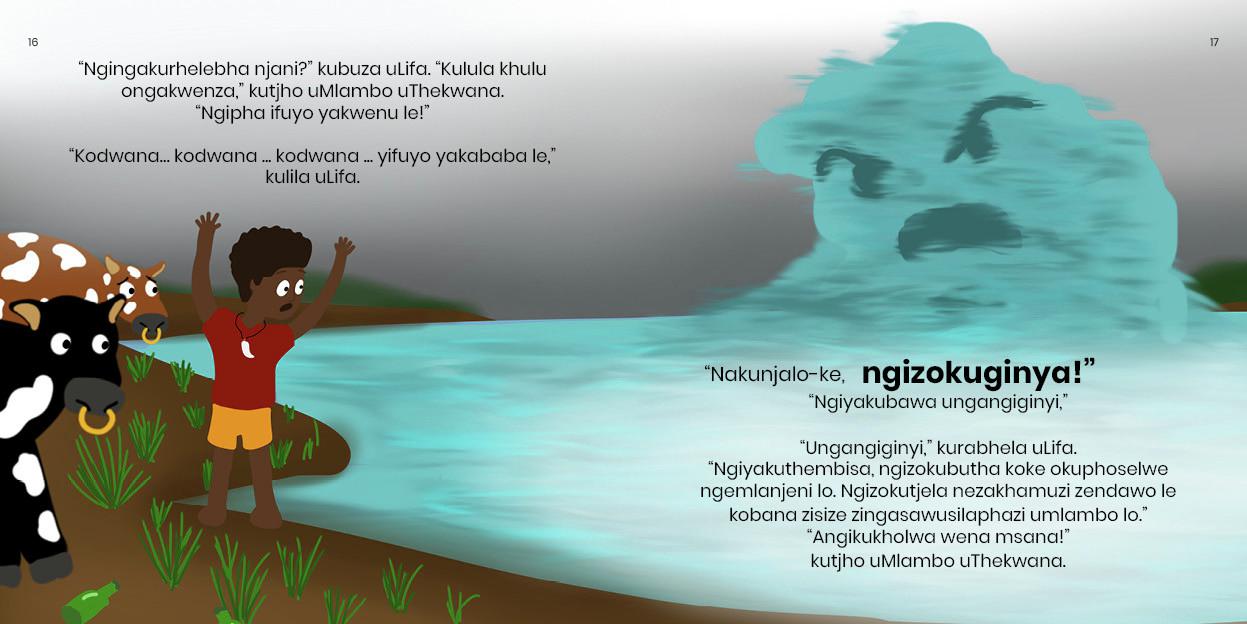 16
“Ngingakurhelebha njani?” kubuza uLifa. “Kulula khulu
ongakwenza,” kutjho uMlambo uThekwana.
“Ngipha ifuyo yakwenu le!”
“Kodwana... kodwana ... kodwana ... yifuyo yakababa le,”
kulila uLifa.
17
“Nakunjalo-ke, ngizokuginya!”
“Ngiyakubawa ungangiginyi,”
“Ungangiginyi,” kurabhela uLifa.
“Ngiyakuthembisa, ngizokubutha koke okuphoselwe
ngemlanjeni lo. Ngizokutjela nezakhamuzi zendawo le
kobana zisize zingasawusilaphazi umlambo lo.”
“Angikukholwa wena msana!”
kutjho uMlambo uThekwana.